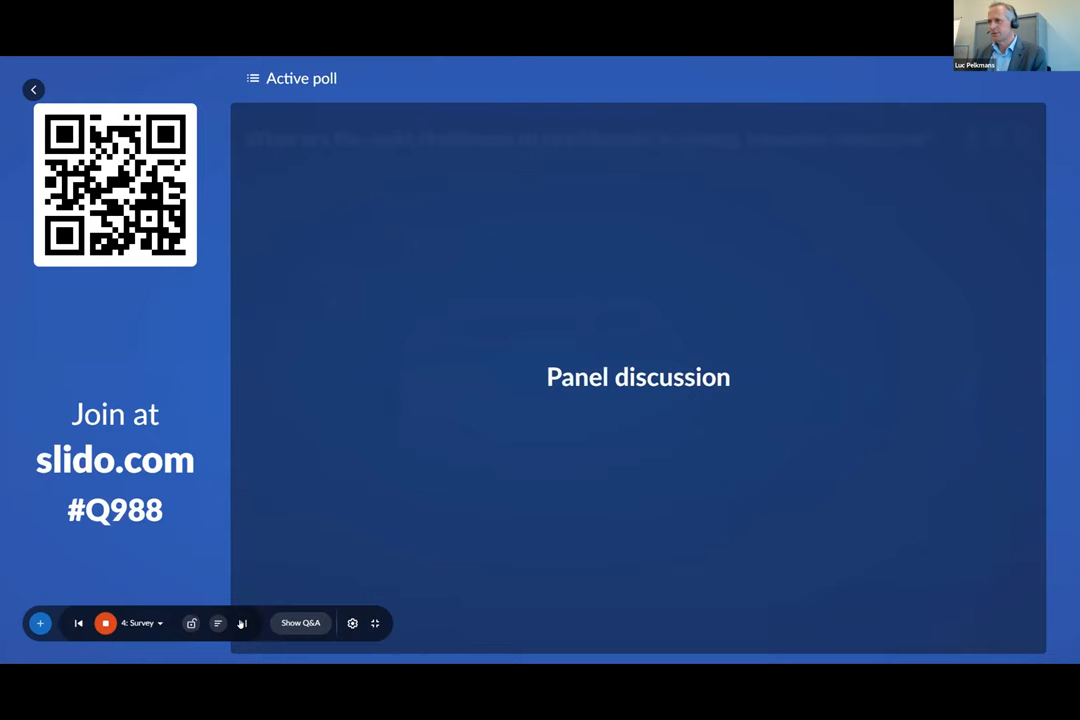 Luc Pelkmans
Active poll
Panel discussion
Join at
slido.com
#Q988
4: Survey
Show Q&A